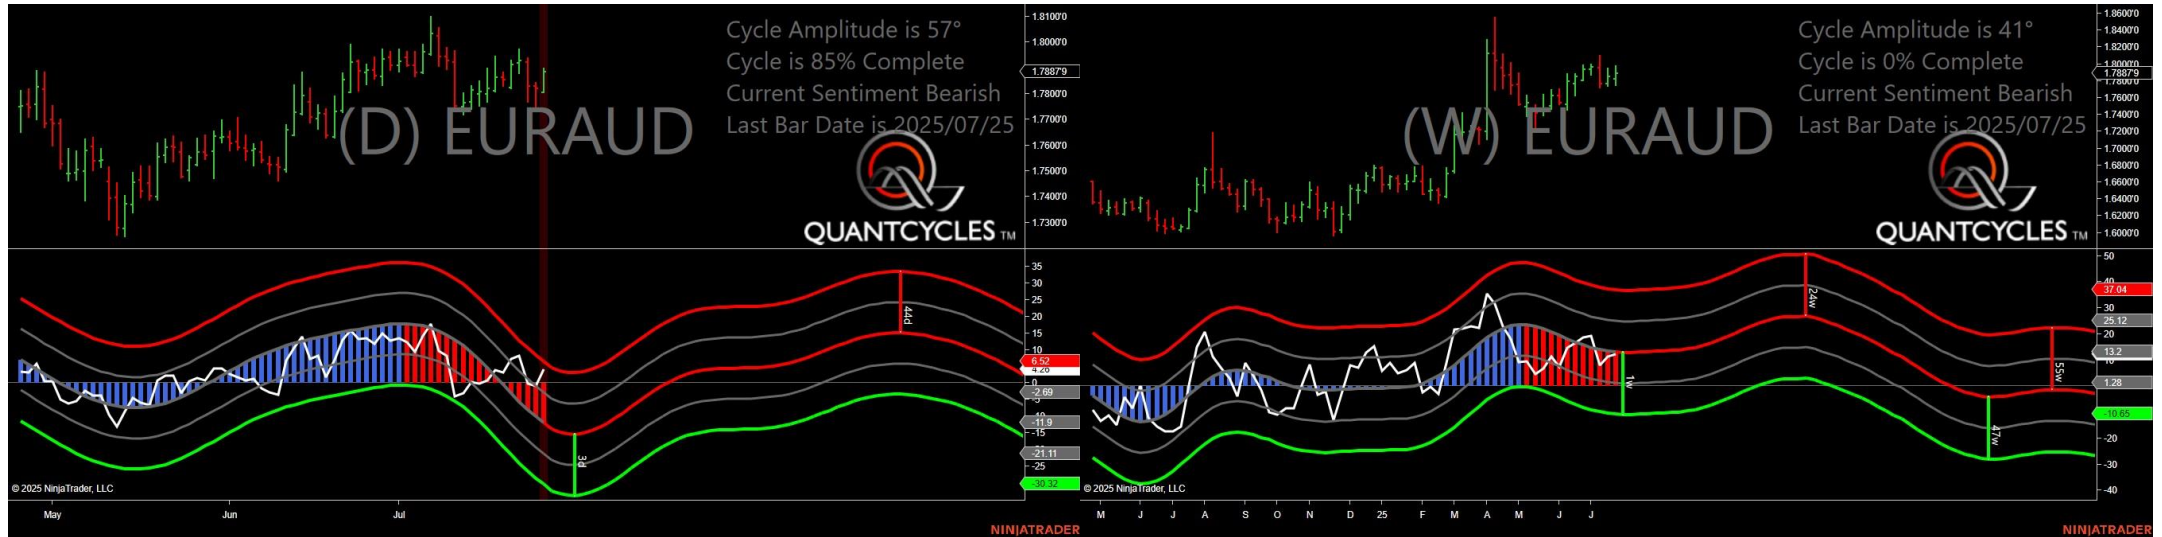 Cycle Amplitude is 57°
Cycle is 85% Complete
Current Sentiment Bearish
Last Bar Date is 2025/07/25
(D) EURAUD
QUANTCYCLES TM
1.8100'0
1.8000'0
1.7887'9
1.7800'0
1.7700'0
1.7600'0
1.7500'0
1.7400'0
1.7300'0
35
30
25
20
15
10
6.52
4.26
0
-2.69
-5
-11.9
-15
-21.11
-25
-30.32
44d
3d
© 2025 NinjaTrader, LLC
May Jun Jul
NINJATRADER
Cycle Amplitude is 41°
Cycle is 0% Complete
Current Sentiment Bearish
Last Bar Date is 2025/07/25
(W) EURAUD
QUANTCYCLES TM
1.8600'0
1.8400'0
1.8200'0
1.8000'0
1.7887'9
1.7800'0
1.7600'0
1.7400'0
1.7200'0
1.7000'0
1.6800'0
1.6600'0
1.6400'0
1.6200'0
1.6000'0
50
40
37.04
30
25.12
20
13.2
10
1.28
-10.65
-20
-30
-40
24w
1w
47w
55w
© 2025 NinjaTrader, LLC
M J J A S O N D 25 F M A M J J
NINJATRADER